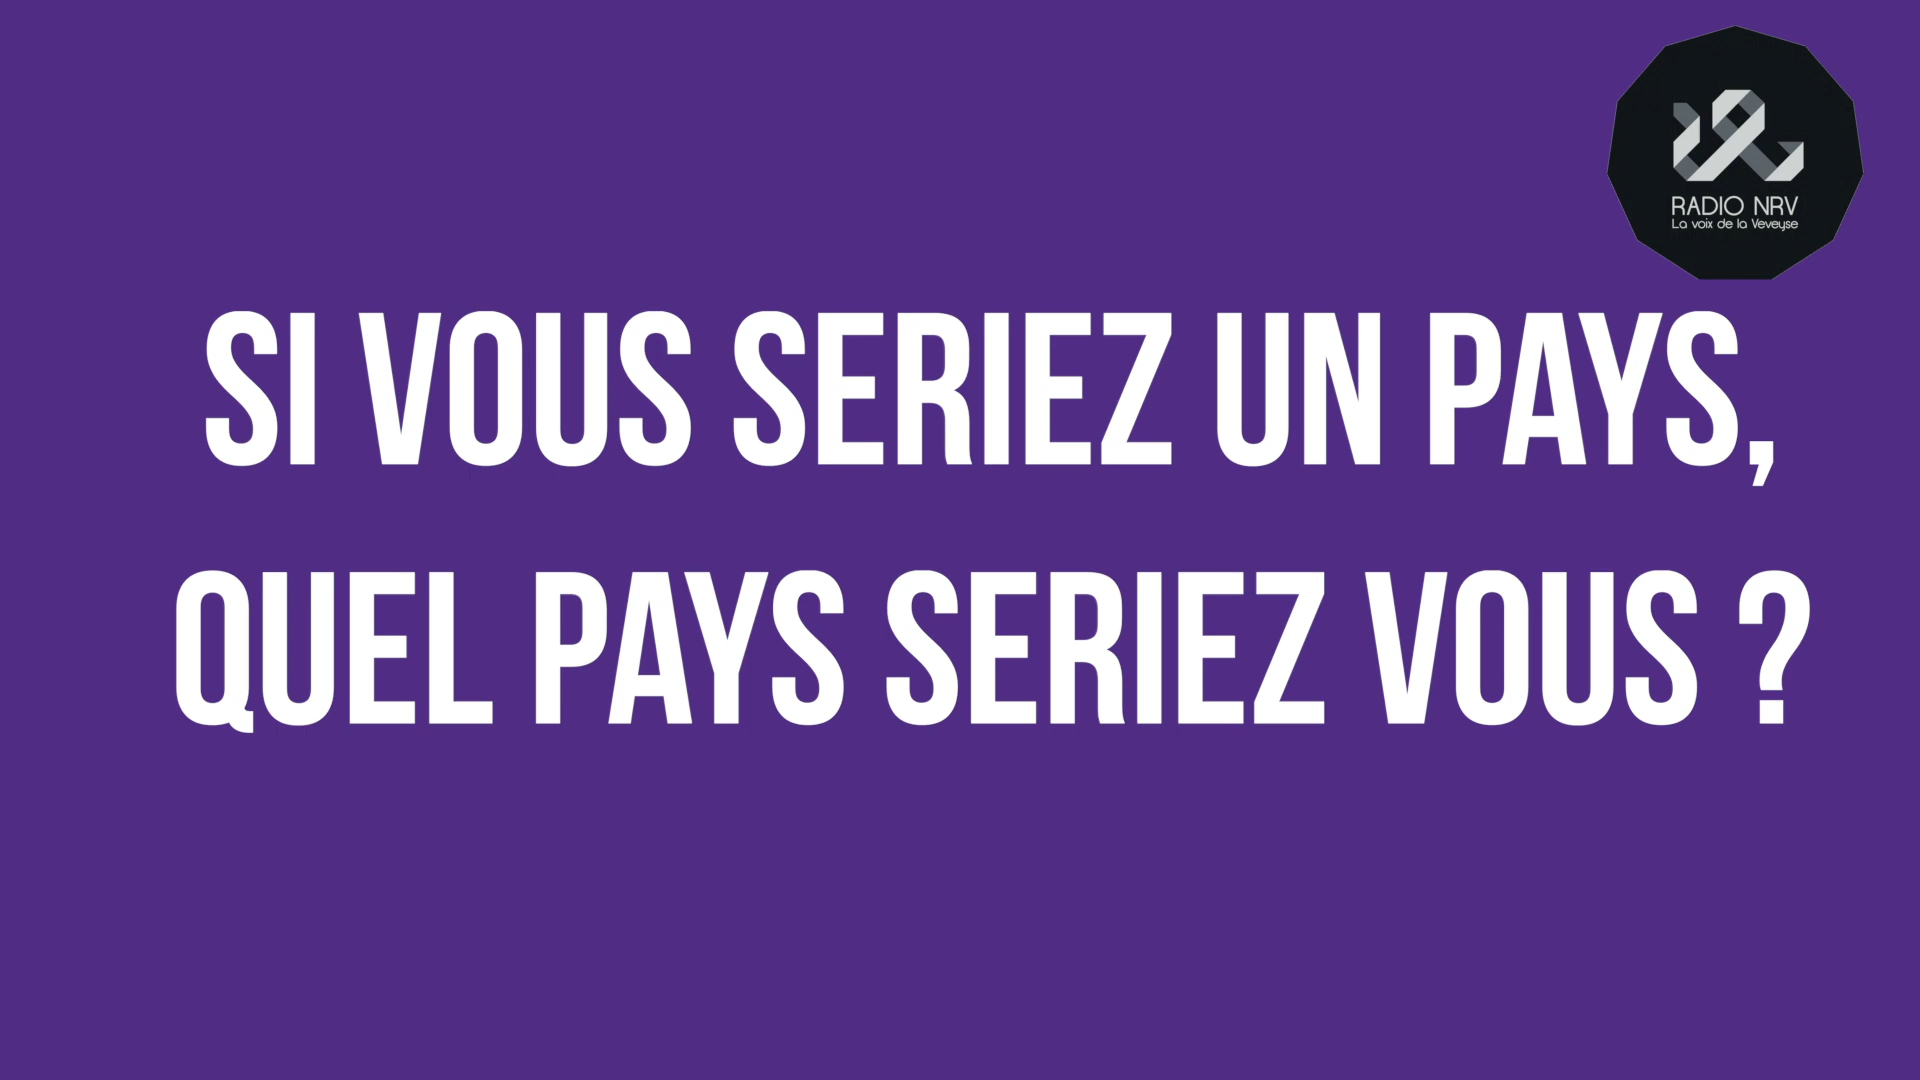 RADIO NRV
La voix de la Veveyse
SI VOUS SERIEZ UN PAYS,
QUEL PAYS SERIEZ VOUS ?